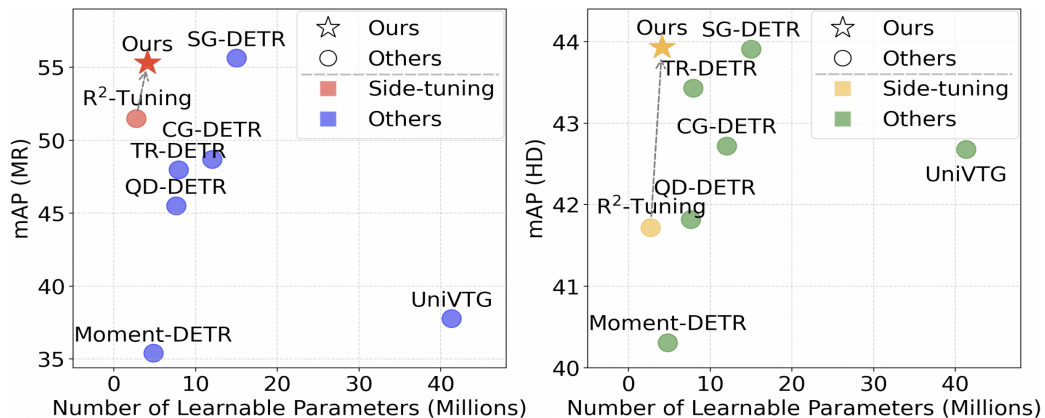 Ours
SG-DETR
R²-Tuning
CG-DETR
TR-DETR
QD-DETR
UniVTG
Moment-DETR
Ours
Others
Side-tuning
Others
55
50
45
40
35
mAP (MR)
0 10 20 30 40
Number of Learnable Parameters (Millions)
Ours
SG-DETR
TR-DETR
CG-DETR
UniVTG
QD-DETR
R²-Tuning
Moment-DETR
Ours
Others
Side-tuning
Others
44
43
42
41
40
mAP (HD)
0 10 20 30 40
Number of Learnable Parameters (Millions)